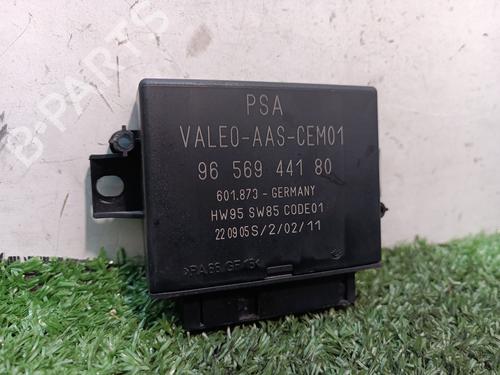 B-PARTS
PSA
VALEO-AAS-CEM01
96 569 441 80
601.873 - GERMANY
HW95 SW85 CODE01
220905S/2/02/11
>PA66/GF15<